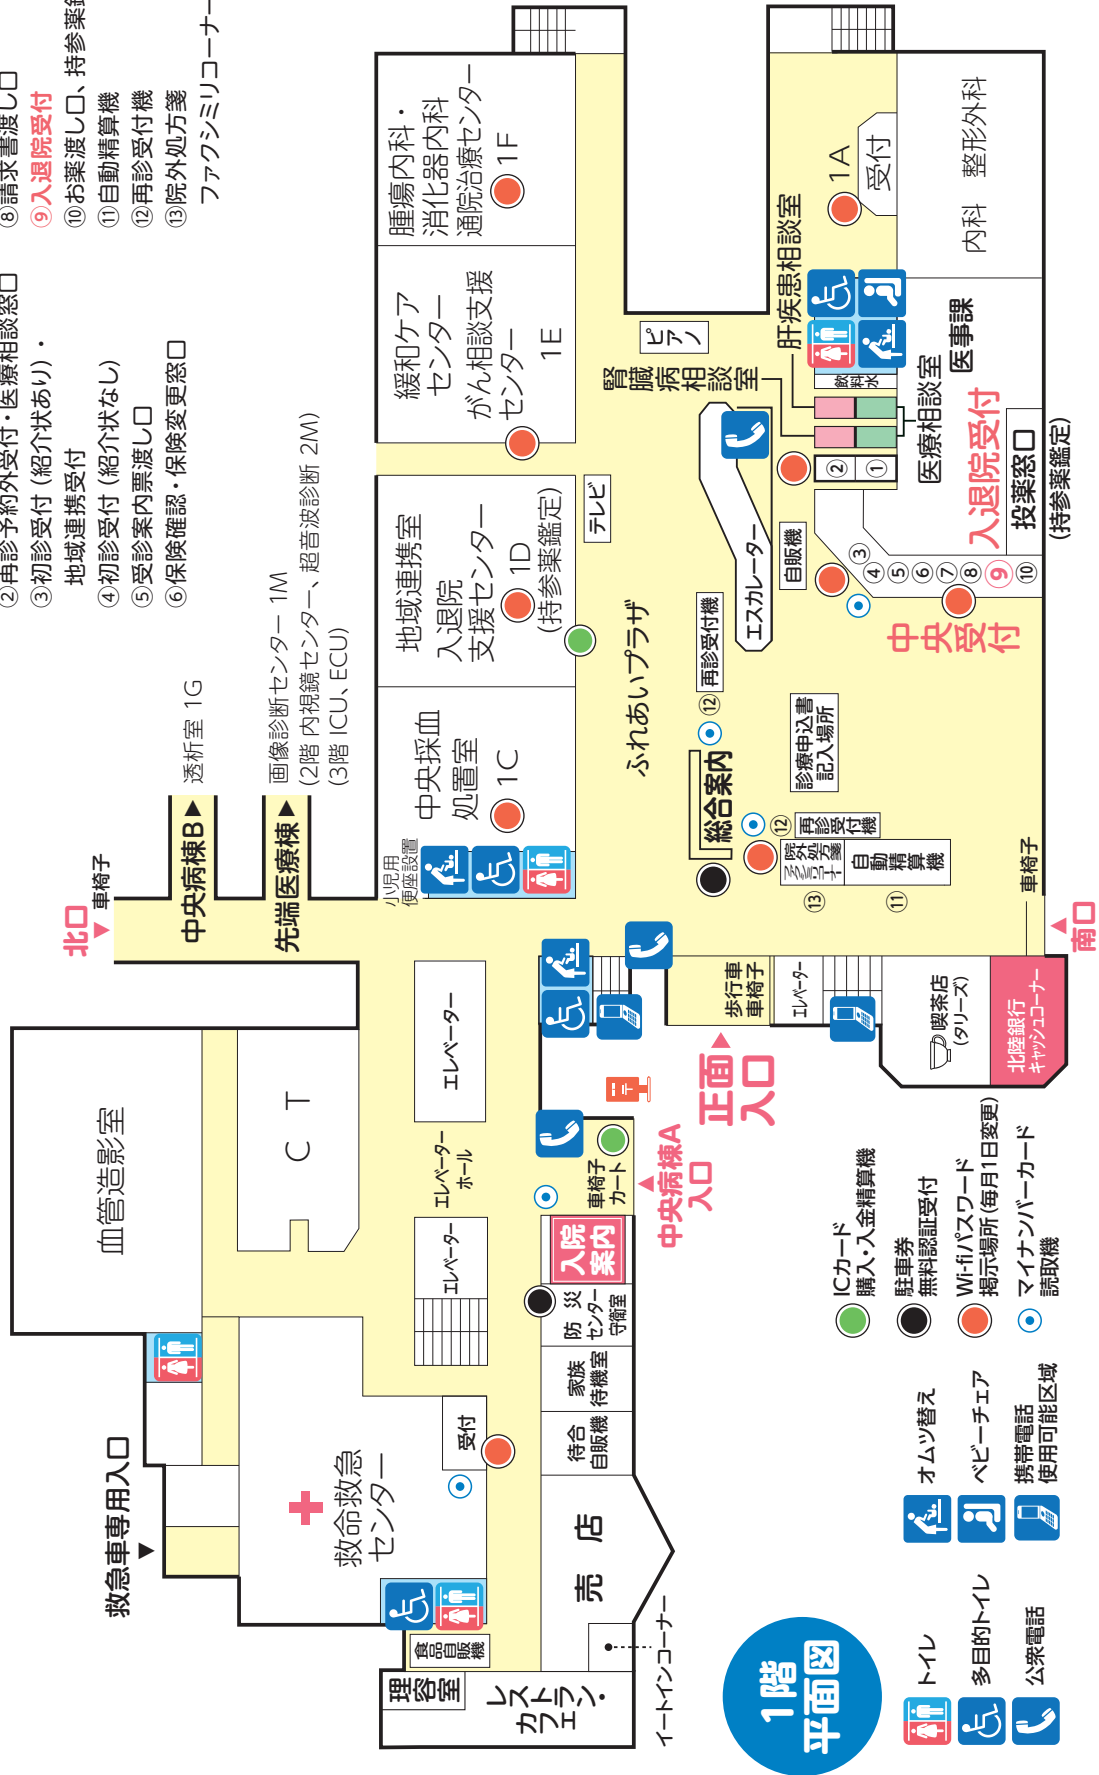 1階
平面図
トイレ
多目的トイレ
公衆電話
オムツ替え
ベビーチェア
携帯電話
使用可能区域
ICカード
購入・入金精算機
駐車券
無料認証受付
Wi-fiパスワード
掲示場所 (毎月1日変更)
マイナンバーカード
読取機
救急車専用入口
血管造影室
CT
救命救急
センター
受付
食品自販機
理容室
レストラン・
カフェ
イートインコーナー
売店
待合
自販機
家族
待機室
防災
センター
守衛室
入院
案内
車椅子
カート
中央病棟A
入口
エレベーター
エレベーター
ホール
エレベーター
正面
入口
歩行車
車椅子
エレベーター
喫茶店
(タリーズ)
北陸銀行
キャッシュコーナー
南口
車椅子
北口
車椅子
中央病棟B▶
透析室 1G
先端医療棟▶
画像診断センター 1M
(2階 内視鏡センター、超音波診断 2M)
(3階 ICU、ECU)
小児用
便座設置
中央採血
処置室
1C
地域連携室
入退院
支援センター
1D
(持参薬鑑定)
テレビ
緩和ケア
センター
がん相談支援
センター
1E
腫瘍内科・
消化器内科
通院治療センター
1F
ピアノ
ふれあいプラザ
総合案内
⑫再診受付機
エスカレーター
自販機
診療申込書
記入場所
⑫再診受付機
院外処方箋
⑬
自動精算機
⑪
中央
受付
③
④
⑤
⑥
⑦
⑧
⑨
⑩
②
①
入退院受付
投薬窓口
(持参薬鑑定)
医療相談室
医事課
腎臓病相談室
肝疾患相談室
飲料水
1A
受付
内科 整形外科
②再診予約外受付・医療相談窓口
③初診受付 (紹介状あり)・
地域連携受付
④初診受付 (紹介状なし)
⑤受診案内票渡し口
⑥保険確認・保険変更窓口
⑧請求書渡し口
⑨入退院受付
⑩お薬渡し口、持参薬
⑪自動精算機
⑫再診受付機
⑬院外処方箋
ファクシミリコーナー